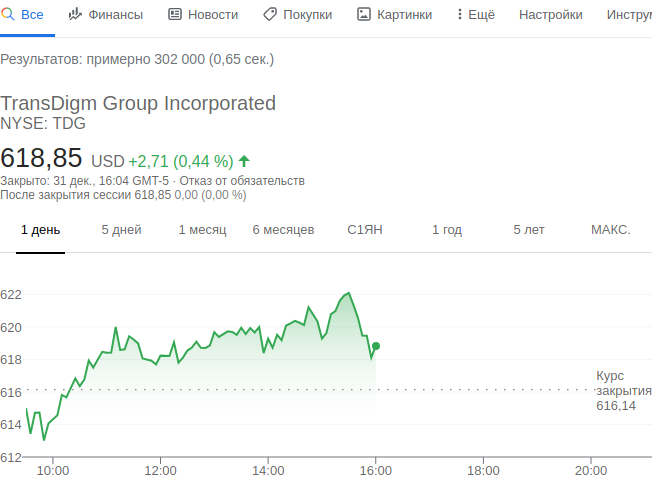 Все Финансы Новости Покупки Картинки Ещё Настройки Инструм
Результатов: примерно 302 000 (0,65 сек.)
TransDigm Group Incorporated
NYSE: TDG
618,85 USD +2,71 (0,44 %)
Закрыто: 31 дек., 16:04 GMT-5 · Отказ от обязательств
После закрытия сессии 618,85 0,00 (0,00 %)
1 день 5 дней 1 месяц 6 месяцев С1ЯН 1 год 5 лет МАКС.
622
620
618
616
614
612
Курс
закрытия
616,14
10:00 12:00 14:00 16:00 18:00 20:00